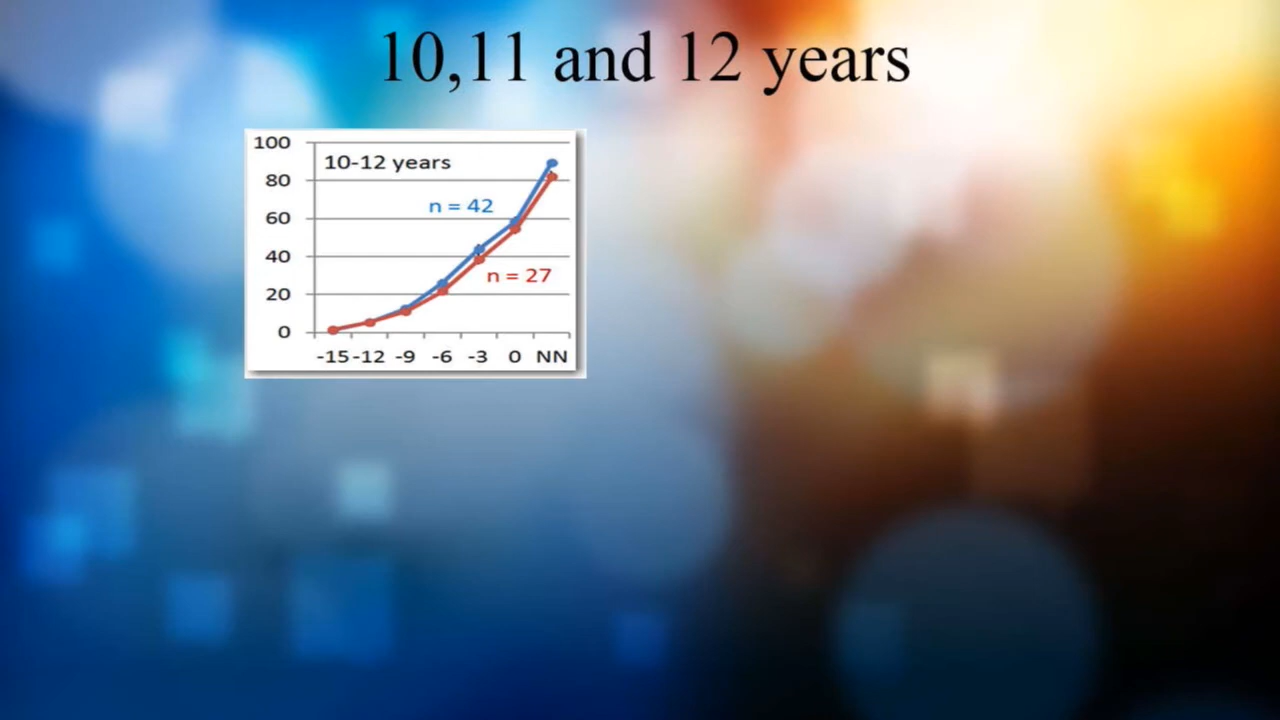 10,11 and 12 years
100
10-12 years
80
n = 42
60
40
n = 27
20
0
-15 -12 -9 -6 -3 0 NN